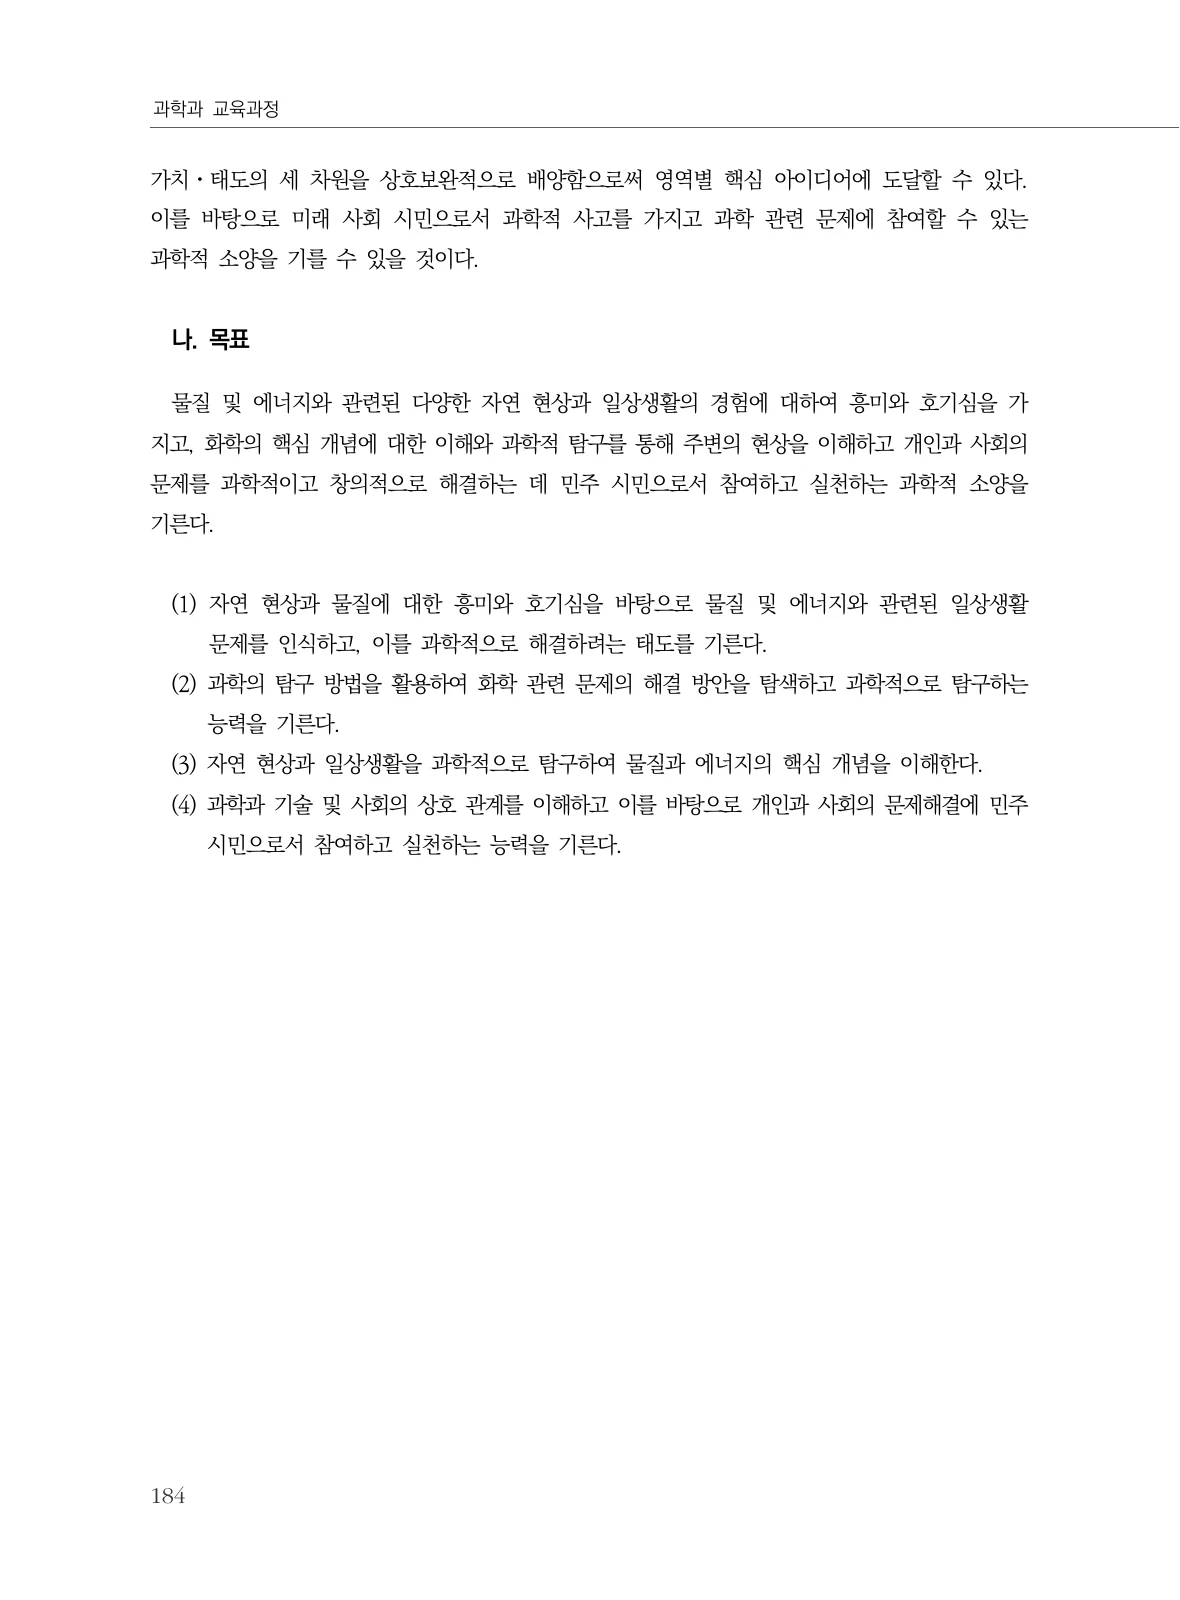 과학과 교육과정
가치・태도의 세 차원을 상호보완적으로 배양함으로써 영역별 핵심 아이디어에 도달할 수 있다.
이를 바탕으로 미래 사회 시민으로서 과학적 사고를 가지고 과학 관련 문제에 참여할 수 있는
과학적 소양을 기를 수 있을 것이다.
나. 목표
물질 및 에너지와 관련된 다양한 자연 현상과 일상생활의 경험에 대하여 흥미와 호기심을 가
지고, 화학의 핵심 개념에 대한 이해와 과학적 탐구를 통해 주변의 현상을 이해하고 개인과 사회의
문제를 과학적이고 창의적으로 해결하는 데 민주 시민으로서 참여하고 실천하는 과학적 소양을
기른다.
(1) 자연 현상과 물질에 대한 흥미와 호기심을 바탕으로 물질 및 에너지와 관련된 일상생활
문제를 인식하고, 이를 과학적으로 해결하려는 태도를 기른다.
(2) 과학의 탐구 방법을 활용하여 화학 관련 문제의 해결 방안을 탐색하고 과학적으로 탐구하는
능력을 기른다.
(3) 자연 현상과 일상생활을 과학적으로 탐구하여 물질과 에너지의 핵심 개념을 이해한다.
(4) 과학과 기술 및 사회의 상호 관계를 이해하고 이를 바탕으로 개인과 사회의 문제해결에 민주
시민으로서 참여하고 실천하는 능력을 기른다.
184